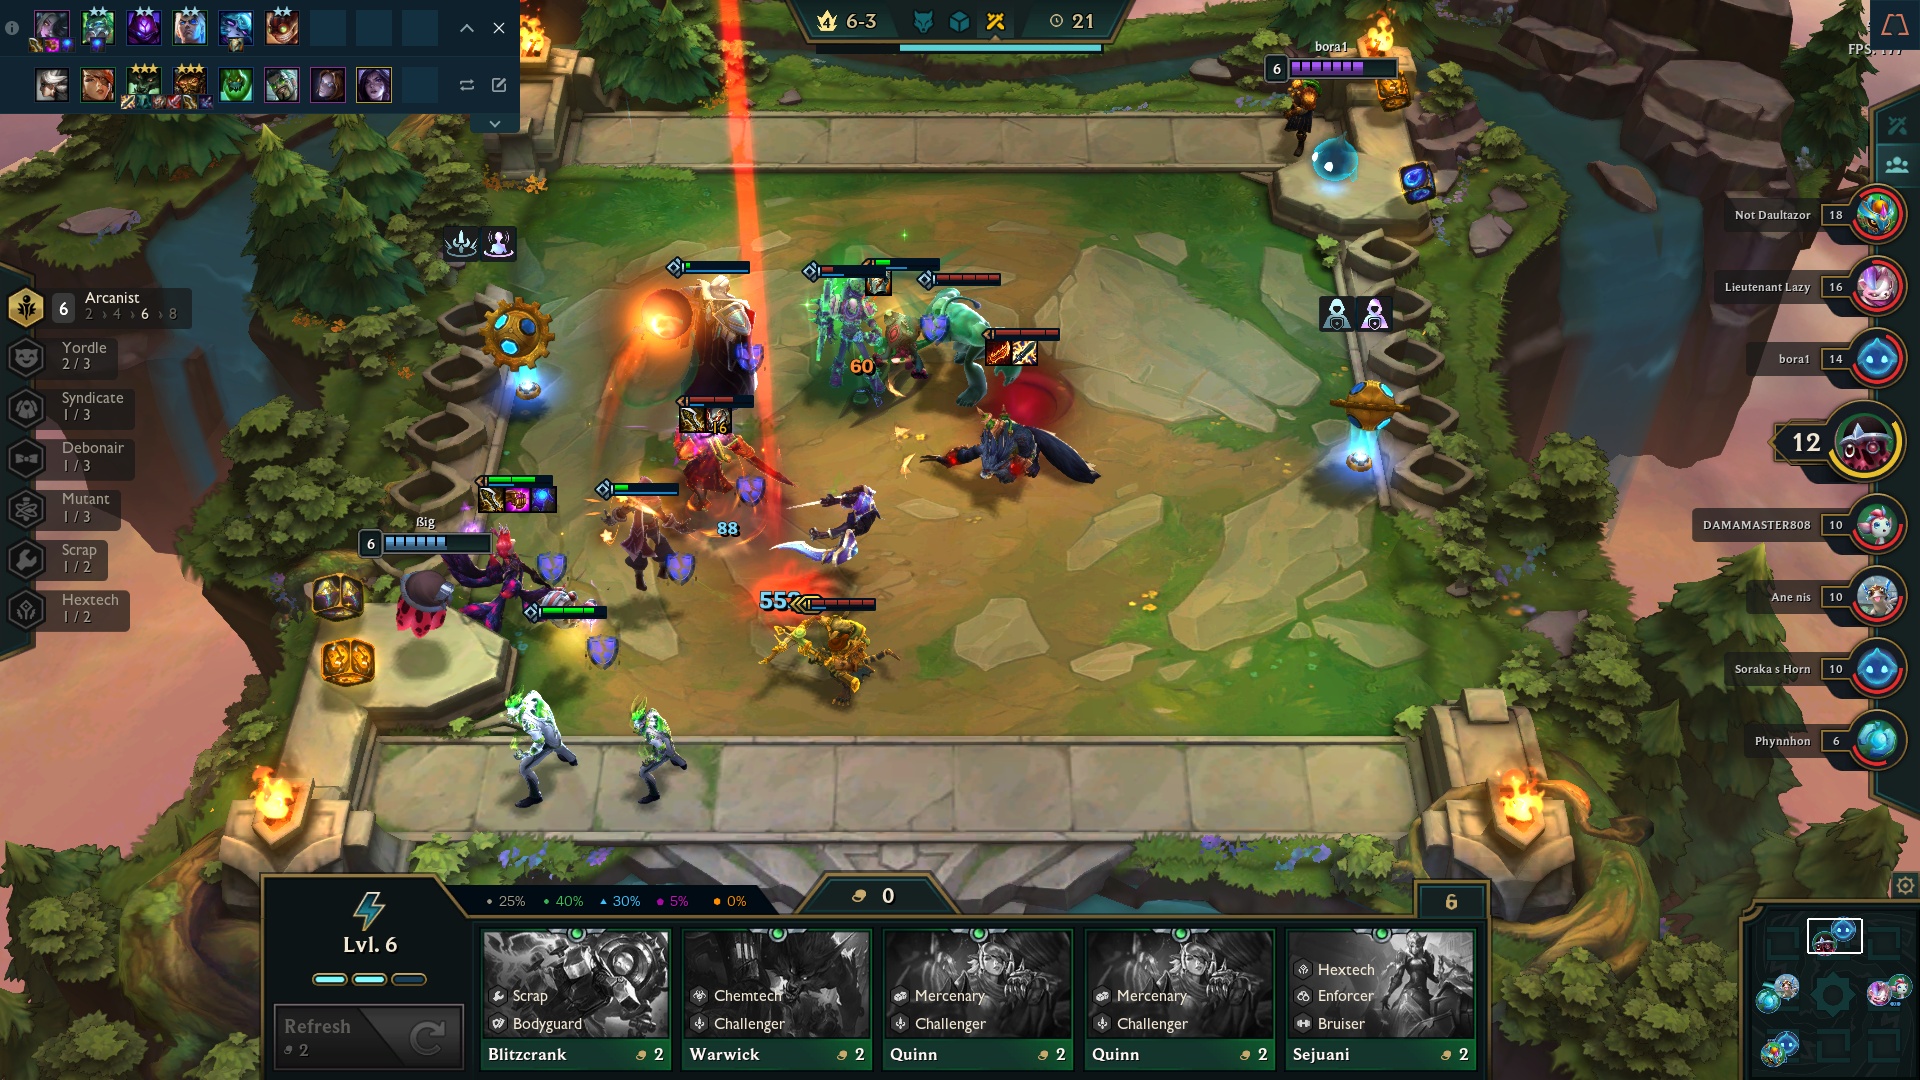 4 6-3 21
FPS: 177
bora1
6
Not Daultazor 18
Lieutenant Lazy 16
bora1 14
12
DAMAMASTER808 10
Ane nis 10
Soraka s Horn 10
Phynnhon 6
6 Arcanist
2 › 4 › 6 › 8
Yordle
2 / 3
Syndicate
1 / 3
Debonair
1 / 3
Mutant
1 / 3
Scrap
1 / 2
Hextech
1 / 2
60
16
88
ßig
6
Lvl. 6
25% 40% 30% 5% 0%
0
6
Refresh
2
Scrap
Bodyguard
Blitzcrank 2
Chemtech
Challenger
Warwick 2
Mercenary
Challenger
Quinn 2
Mercenary
Challenger
Quinn 2
Hextech
Enforcer
Bruiser
Sejuani 2